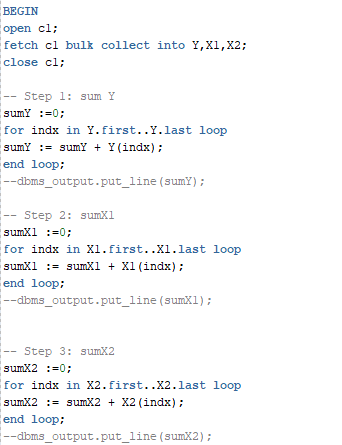 BEGIN
open c1;
fetch c1 bulk collect into Y,X1,X2;
close c1;
-- Step 1: sum Y
sumY :=0;
for indx in Y.first..Y.last loop
sumY := sumY + Y(indx);
end loop;
--dbms_output.put_line(sumY);
-- Step 2: sumX1
sumX1 :=0;
for indx in X1.first..X1.last loop
sumX1 := sumX1 + X1(indx);
end loop;
--dbms_output.put_line(sumX1);
-- Step 3: sumX2
sumX2 :=0;
for indx in X2.first..X2.last loop
sumX2 := sumX2 + X2(indx);
end loop;
--dbms_output.put_line(sumX2);